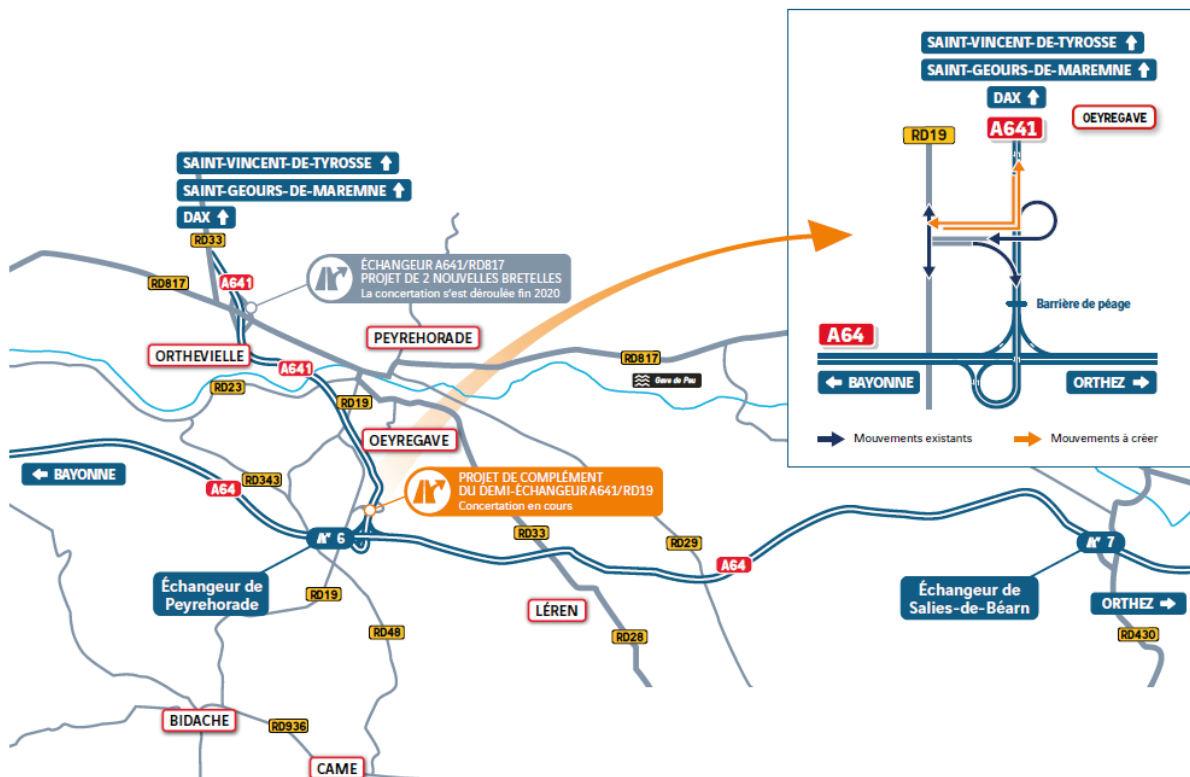 SAINT-VINCENT-DE-TYROSSE
SAINT-GEOURS-DE-MAREMNE
DAX
RD33
RD817
A641
ÉCHANGEUR A641/RD817
PROJET DE 2 NOUVELLES BRETELLES
La concertation s'est déroulée fin 2020
PEYREHORADE
ORTHEVIELLE
A641
RD817
Gave de Pau
RD23
RD19
OEYREGAVE
BAYONNE
A64
RD343
PROJET DE COMPLÉMENT
DU DEMI-ÉCHANGEUR A641/RD19
Concertation en cours
6
RD33
RD29
A64
7
Échangeur de
Peyrehorade
RD19
LÉREN
Échangeur de
Salies-de-Béarn
ORTHEZ
RD48
RD28
RD430
BIDACHE
RD936
CAME
SAINT-VINCENT-DE-TYROSSE
SAINT-GEOURS-DE-MAREMNE
DAX
OEYREGAVE
RD19
A641
Barrière de péage
A64
BAYONNE
ORTHEZ
Mouvements existants
Mouvements à créer